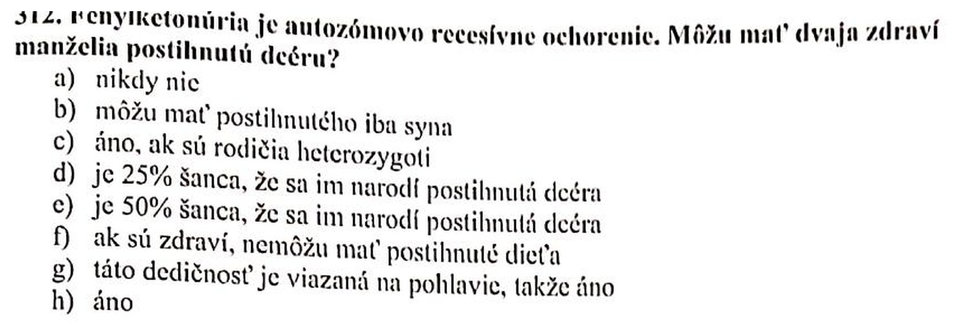 312. Fenylketonúria je autozómovo recesívne ochorenie. Môžu mať dvaja zdraví
manželia postihnutú dcéru?
a) nikdy nie
b) môžu mať postihnutého iba syna
c) áno, ak sú rodičia heterozygoti
d) je 25% šanca, že sa im narodí postihnutá dcéra
e) je 50% šanca, že sa im narodí postihnutá dcéra
f) ak sú zdraví, nemôžu mať postihnuté dieťa
g) táto dedičnosť je viazaná na pohlavie, takže áno
h) áno